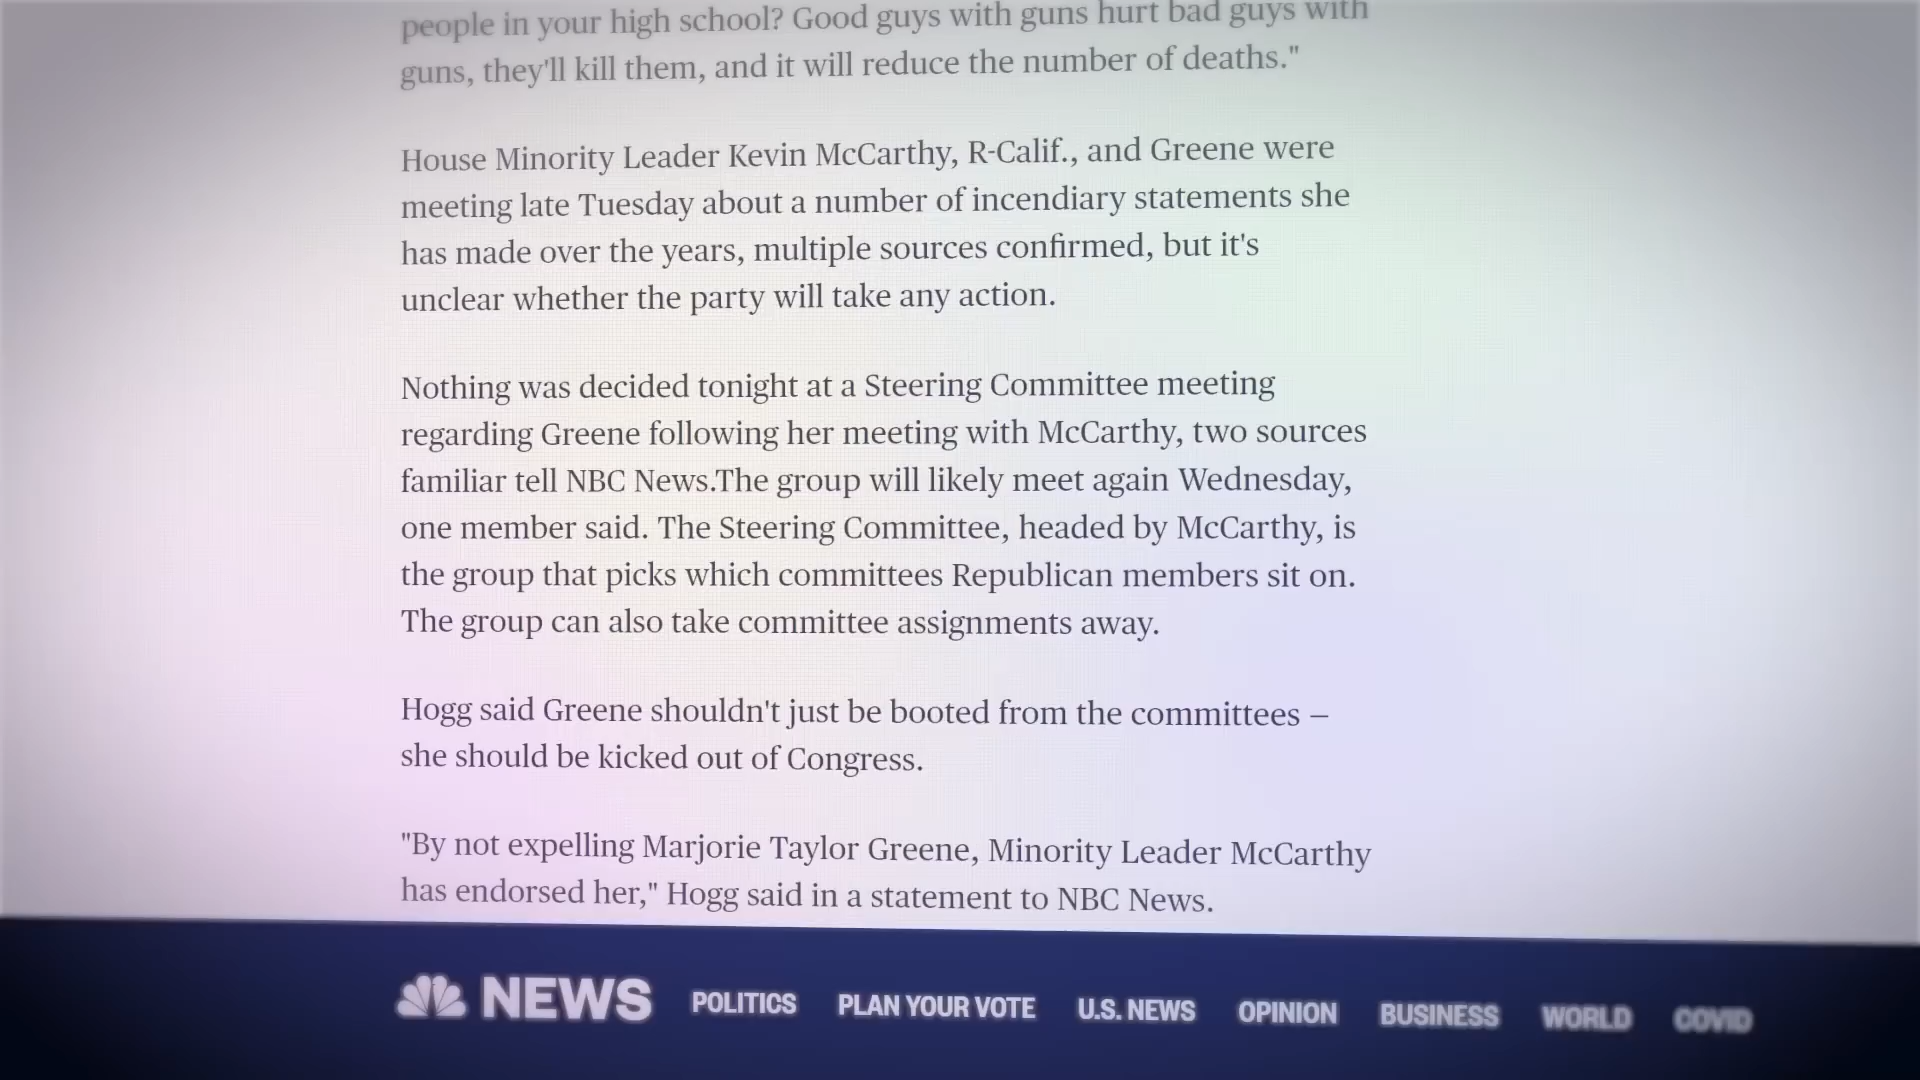 people in your high school? Good guys with guns hurt bad guys with
guns, they'll kill them, and it will reduce the number of deaths."
House Minority Leader Kevin McCarthy, R-Calif., and Greene were
meeting late Tuesday about a number of incendiary statements she
has made over the years, multiple sources confirmed, but it's
unclear whether the party will take any action.
Nothing was decided tonight at a Steering Committee meeting
regarding Greene following her meeting with McCarthy, two sources
familiar tell NBC News.The group will likely meet again Wednesday,
one member said. The Steering Committee, headed by McCarthy, is
the group that picks which committees Republican members sit on.
The group can also take committee assignments away.
Hogg said Greene shouldn't just be booted from the committees —
she should be kicked out of Congress.
"By not expelling Marjorie Taylor Greene, Minority Leader McCarthy
has endorsed her," Hogg said in a statement to NBC News.
NEWS POLITICS PLAN YOUR VOTE U.S. NEWS OPINION BUSINESS WORLD COVID